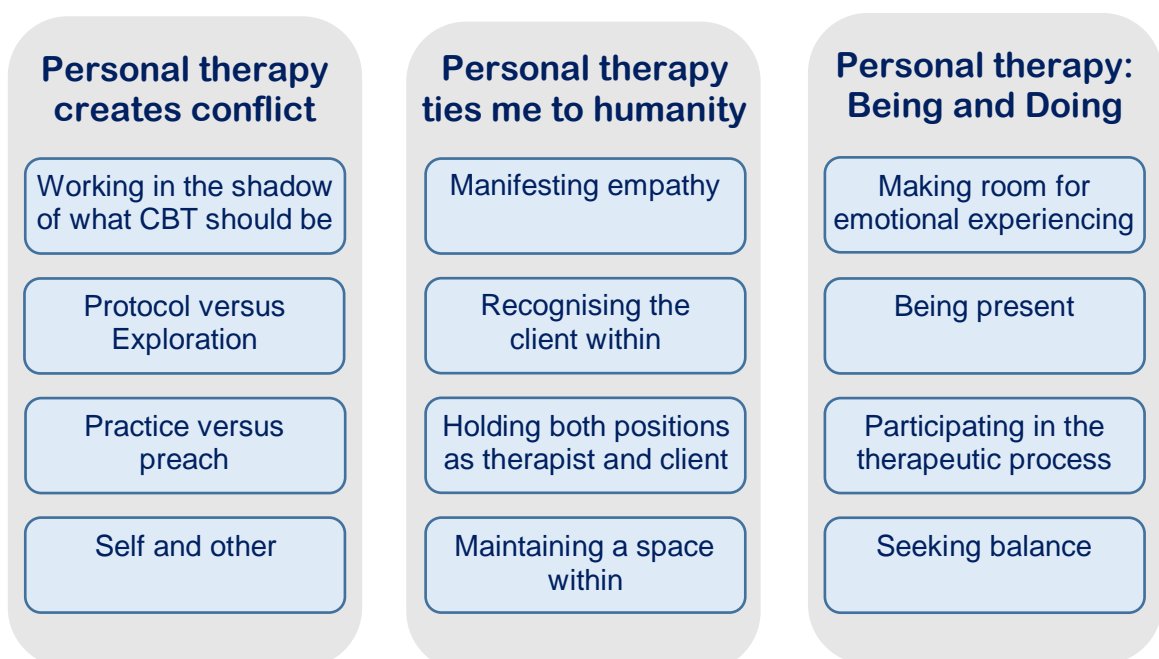 Personal therapy
creates conflict
Working in the shadow
of what CBT should be
Protocol versus
Exploration
Practice versus
preach
Self and other
Personal therapy
ties me to humanity
Manifesting empathy
Recognising the
client within
Holding both positions
as therapist and client
Maintaining a space
within
Personal therapy:
Being and Doing
Making room for
emotional experiencing
Being present
Participating in the
therapeutic process
Seeking balance